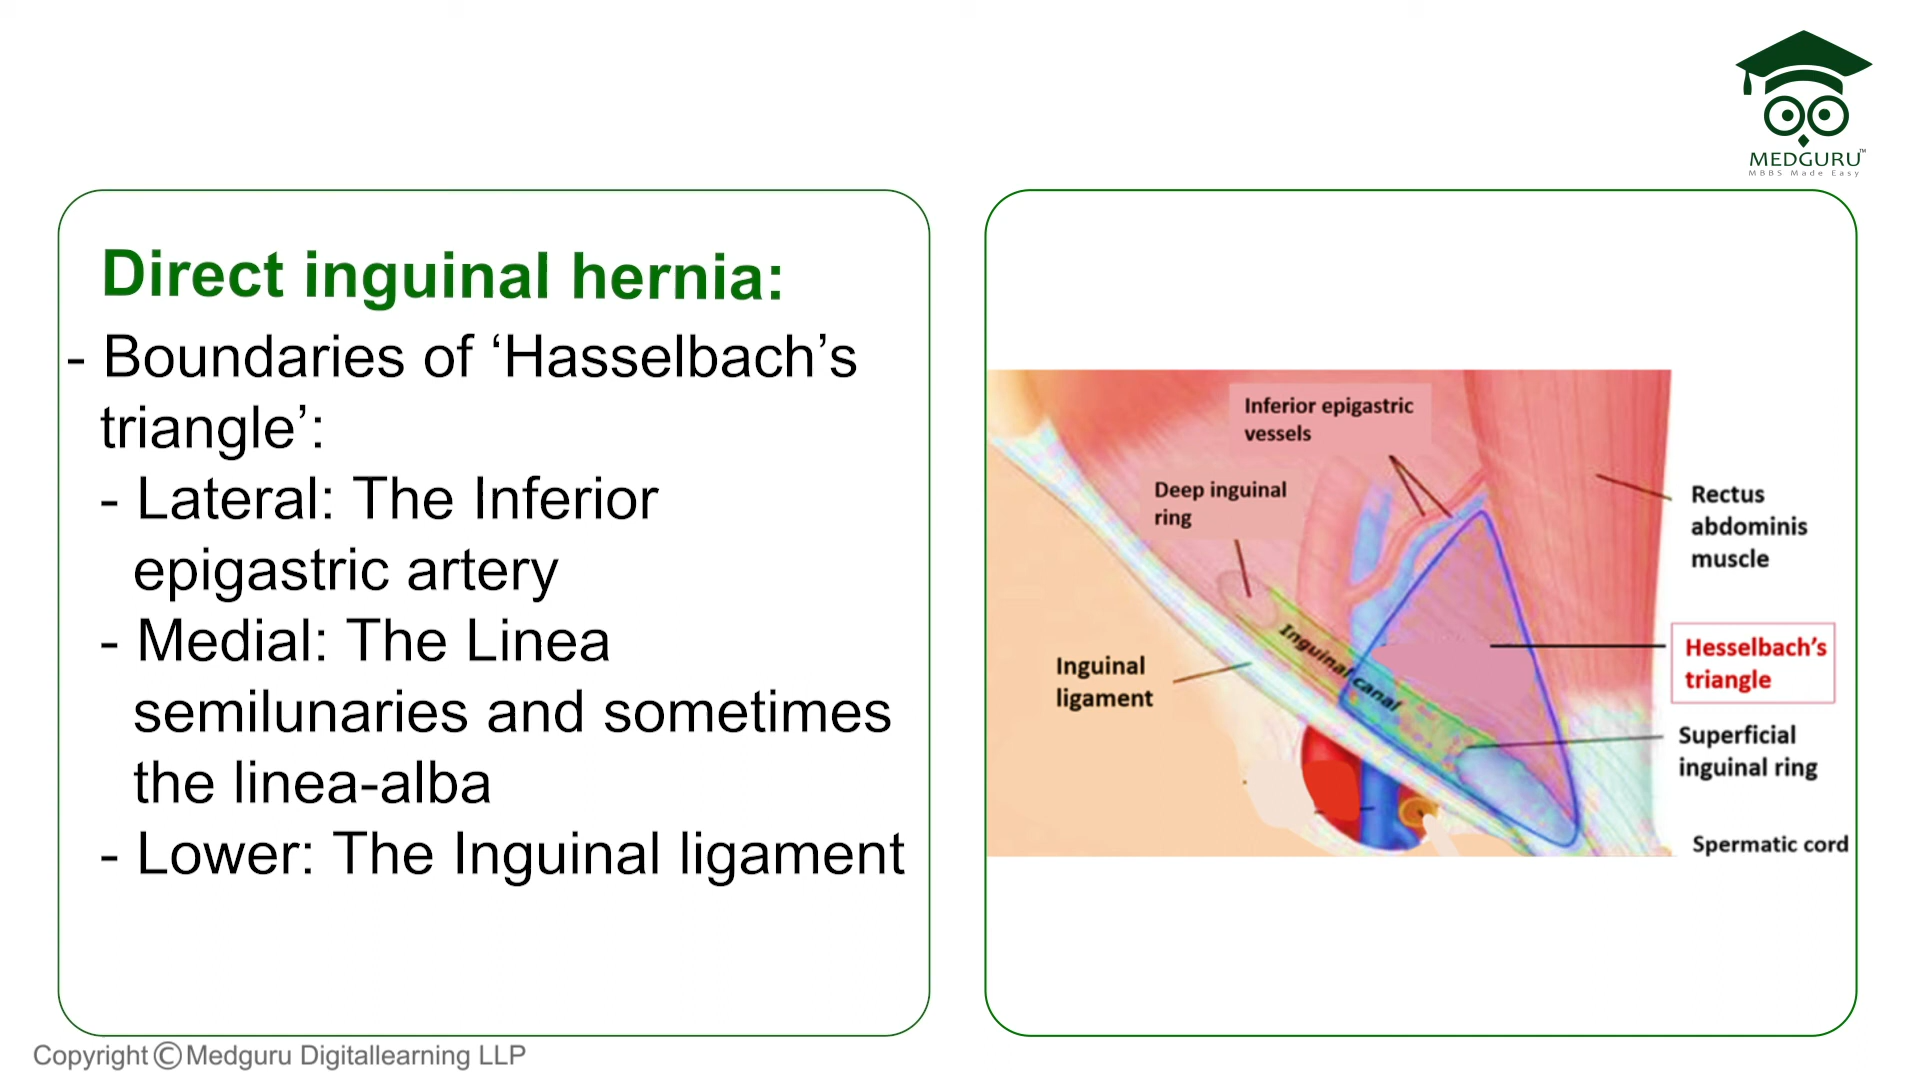 MEDGURU™
MBBS Made Easy
Direct inguinal hernia:
- Boundaries of ‘Hasselbach’s
triangle’:
- Lateral: The Inferior
epigastric artery
- Medial: The Linea
semilunaries and sometimes
the linea-alba
- Lower: The Inguinal ligament
Inferior epigastric
vessels
Deep inguinal
ring
Rectus
abdominis
muscle
Inguinal canal
Inguinal
ligament
Hesselbach’s
triangle
Superficial
inguinal ring
Spermatic cord
Copyright © Medguru Digitallearning LLP